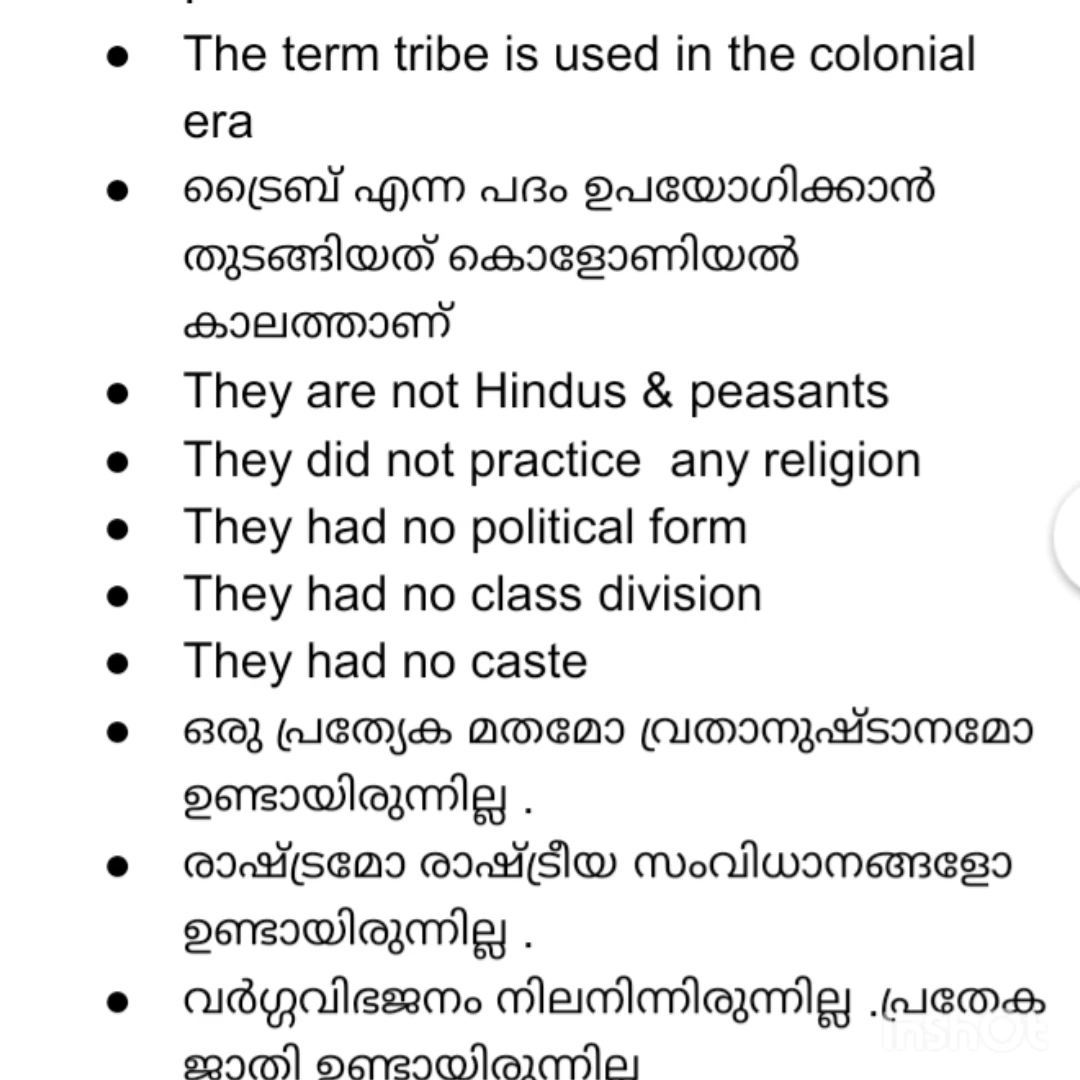 ● The term tribe is used in the colonial
era
● ട്രൈബ് എന്ന പദം ഉപയോഗിക്കാൻ
തുടങ്ങിയത് കൊളോണിയൽ
കാലത്താണ്
● They are not Hindus & peasants
● They did not practice  any religion
● They had no political form
● They had no class division
● They had no caste
● ഒരു പ്രത്യേക മതമോ വ്രതാനുഷ്ടാനമോ
ഉണ്ടായിരുന്നില്ല .
● രാഷ്ട്രമോ രാഷ്ട്രീയ സംവിധാനങ്ങളോ
ഉണ്ടായിരുന്നില്ല .
● വർഗ്ഗവിഭജനം നിലനിന്നിരുന്നില്ല .പ്രതേക
InShOt
ജാതി ഉണ്ടായിരുന്നില്ല